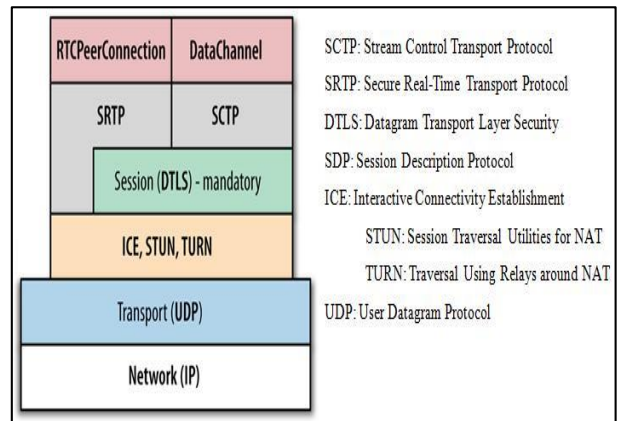 RTCPeerConnection
DataChannel
SRTP
SCTP
Session (DTLS) - mandatory
ICE, STUN, TURN
Transport (UDP)
Network (IP)
SCTP: Stream Control Transport Protocol
SRTP: Secure Real-Time Transport Protocol
DTLS: Datagram Transport Layer Security
SDP: Session Description Protocol
ICE: Interactive Connectivity Establishment
STUN: Session Traversal Utilities for NAT
TURN: Traversal Using Relays around NAT
UDP: User Datagram Protocol